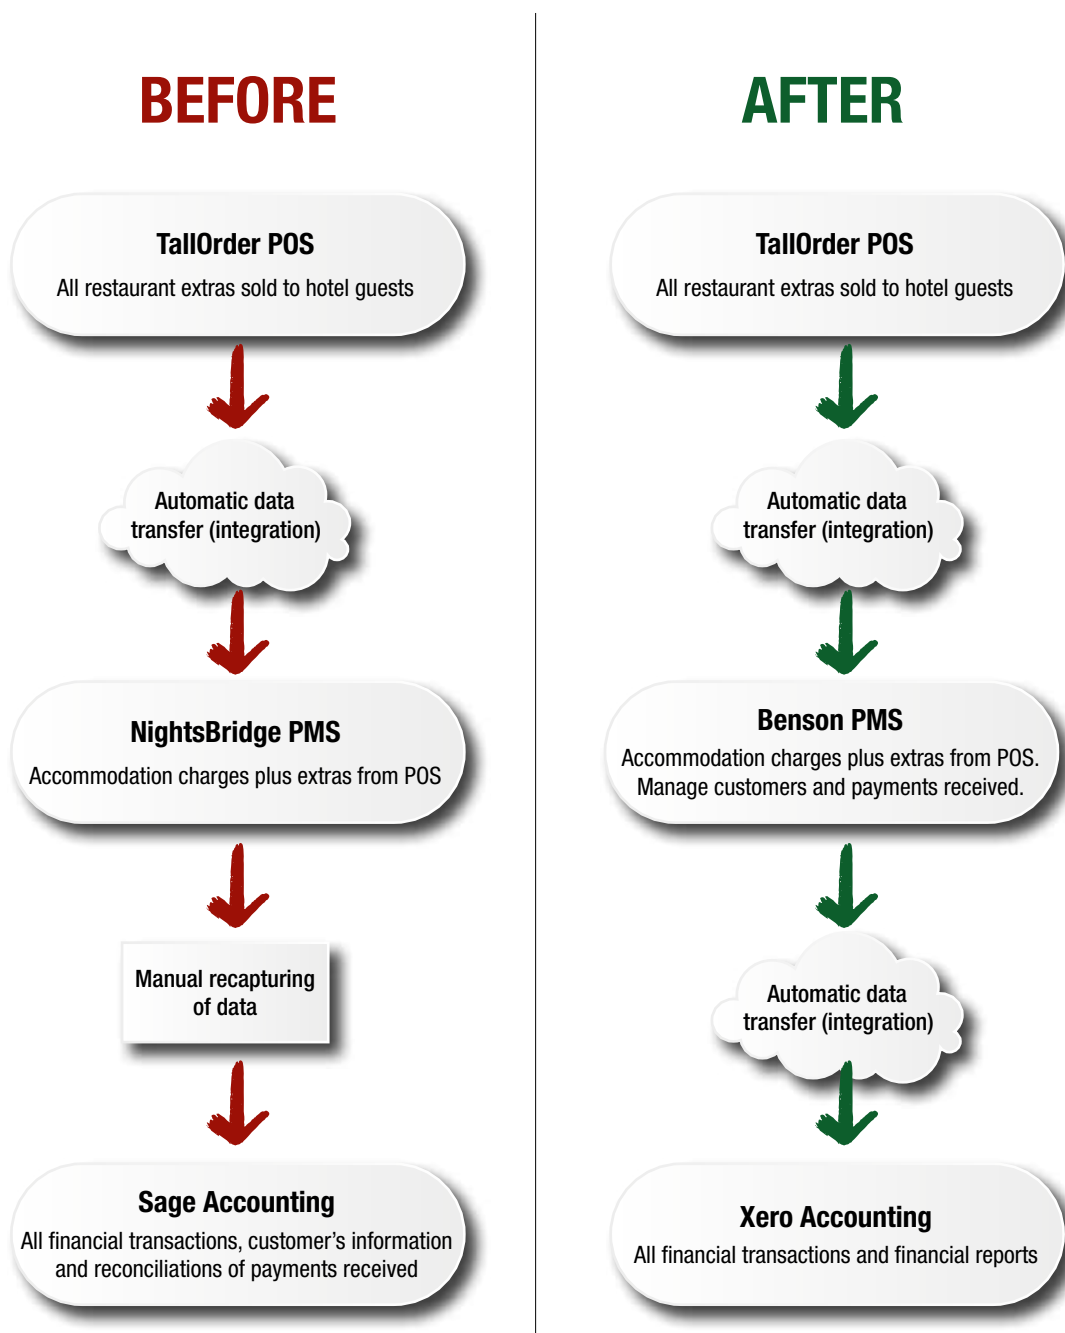 BEFORE
TallOrder POS
All restaurant extras sold to hotel guests
Automatic data
transfer (integration)
NightsBridge PMS
Accommodation charges plus extras from POS
Manual recapturing
of data
Sage Accounting
All financial transactions, customer’s information
and reconciliations of payments received
AFTER
TallOrder POS
All restaurant extras sold to hotel guests
Automatic data
transfer (integration)
Benson PMS
Accommodation charges plus extras from POS.
Manage customers and payments received.
Automatic data
transfer (integration)
Xero Accounting
All financial transactions and financial reports